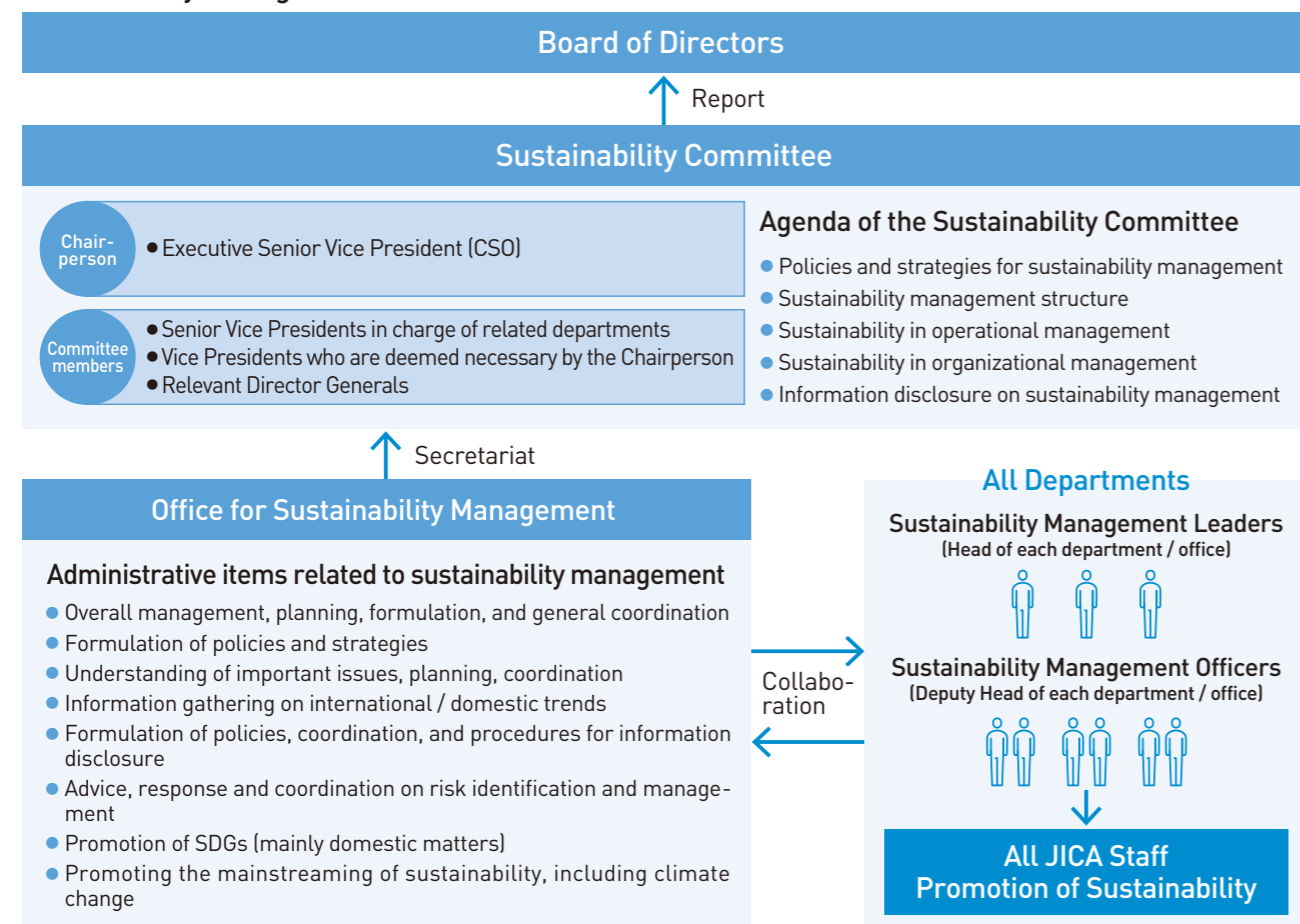 Board of Directors
Report
Sustainability Committee
Chair-
person
● Executive Senior Vice President (CSO)
Committee
members
● Senior Vice Presidents in charge of related departments
● Vice Presidents who are deemed necessary by the Chairperson
● Relevant Director Generals
Agenda of the Sustainability Committee
● Policies and strategies for sustainability management
● Sustainability management structure
● Sustainability in operational management
● Sustainability in organizational management
● Information disclosure on sustainability management
Secretariat
Office for Sustainability Management
Administrative items related to sustainability management
● Overall management, planning, formulation, and general coordination
● Formulation of policies and strategies
● Understanding of important issues, planning, coordination
● Information gathering on international / domestic trends
● Formulation of policies, coordination, and procedures for information
disclosure
● Advice, response and coordination on risk identification and manage-
ment
● Promotion of SDGs (mainly domestic matters)
● Promoting the mainstreaming of sustainability, including climate
change
Collabo-
ration
All Departments
Sustainability Management Leaders
(Head of each department / office)
Sustainability Management Officers
(Deputy Head of each department / office)
All JICA Staff
Promotion of Sustainability